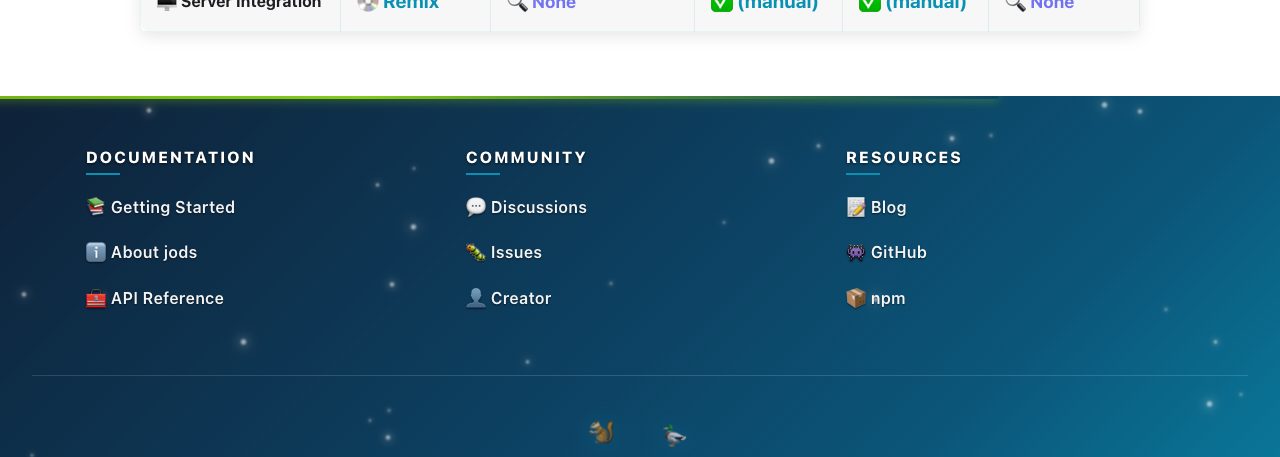 Server Integration Remix None (manual) (manual) None
DOCUMENTATION COMMUNITY RESOURCES
Getting Started Discussions Blog
About jods Issues GitHub
API Reference Creator npm